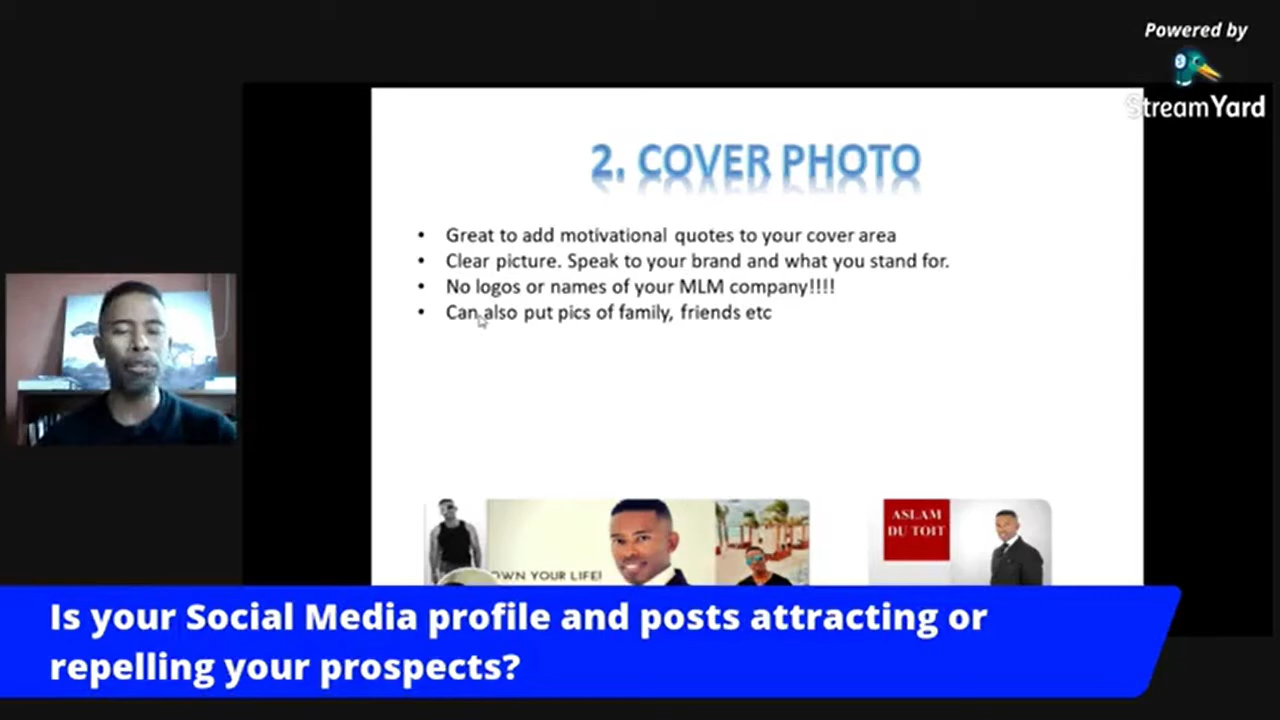 Powered by
StreamYard
2. COVER PHOTO
• Great to add motivational quotes to your cover area
• Clear picture. Speak to your brand and what you stand for.
• No logos or names of your MLM company!!!!
• Can also put pics of family, friends etc
OWN YOUR LIFE!
ASLAM
DU TOIT
Is your Social Media profile and posts attracting or
repelling your prospects?